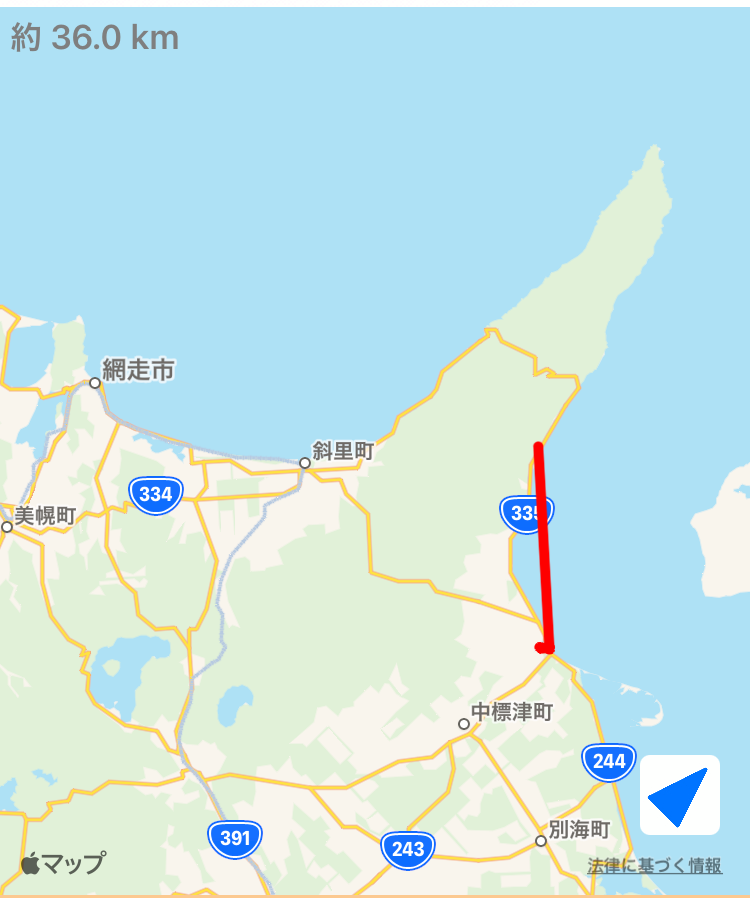 約 36.0 km
網走市
斜里町
334
美幌町
335
中標津町
244
別海町
391
243
マップ
法律に基づく情報